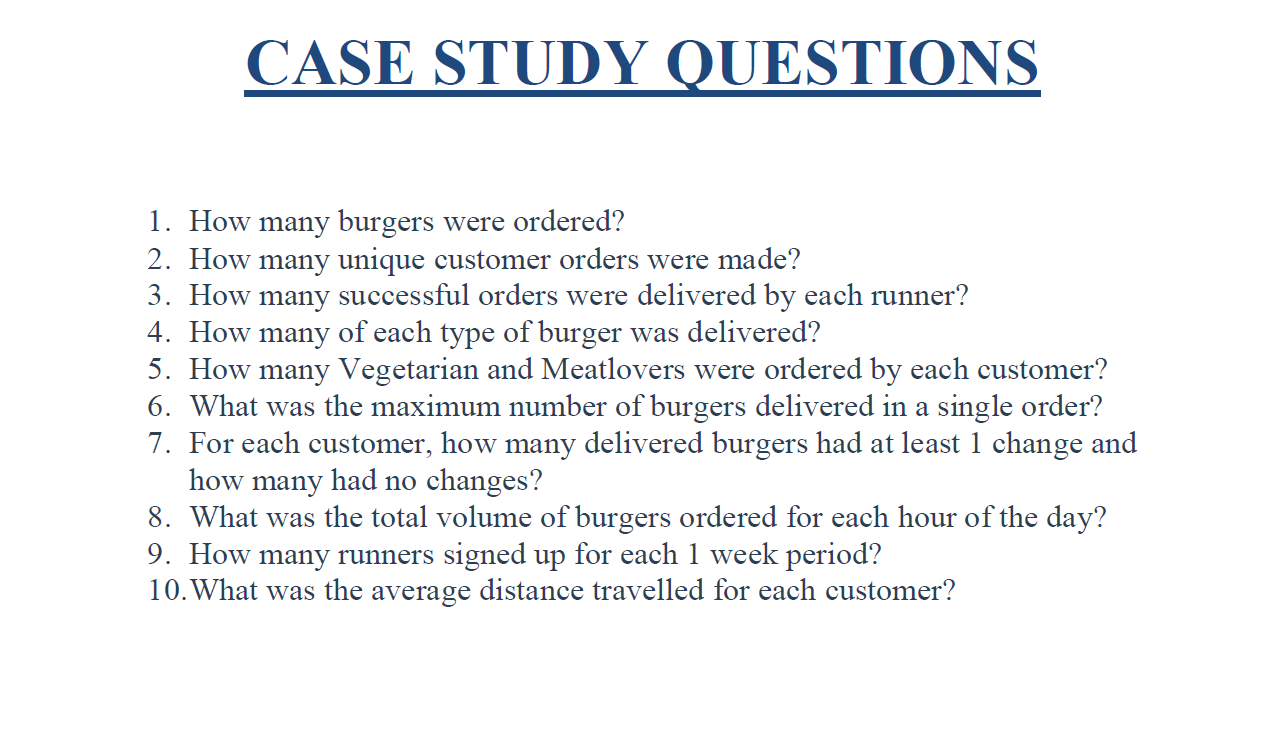 CASE STUDY QUESTIONS
1. How many burgers were ordered?
2. How many unique customer orders were made?
3. How many successful orders were delivered by each runner?
4. How many of each type of burger was delivered?
5. How many Vegetarian and Meatlovers were ordered by each customer?
6. What was the maximum number of burgers delivered in a single order?
7. For each customer, how many delivered burgers had at least 1 change and
how many had no changes?
8. What was the total volume of burgers ordered for each hour of the day?
9. How many runners signed up for each 1 week period?
10.What was the average distance travelled for each customer?